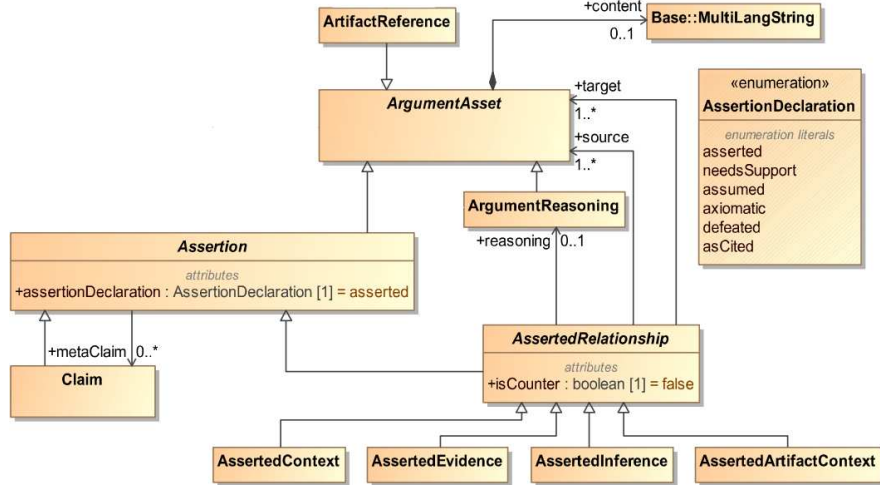 +content
ArtifactReference
Base::MultiLangString
0..1
«enumeration»
AssertionDeclaration
enumeration literals
asserted
needsSupport
assumed
axiomatic
defeated
asCited
ArgumentAsset
+target
1..*
+source
1..*
ArgumentReasoning
+reasoning 0..1
Assertion
attributes
+assertionDeclaration : AssertionDeclaration [1] = asserted
+metaClaim 0..*
Claim
AssertedRelationship
attributes
+isCounter : boolean [1] = false
AssertedContext
AssertedEvidence
AssertedInference
AssertedArtifactContext